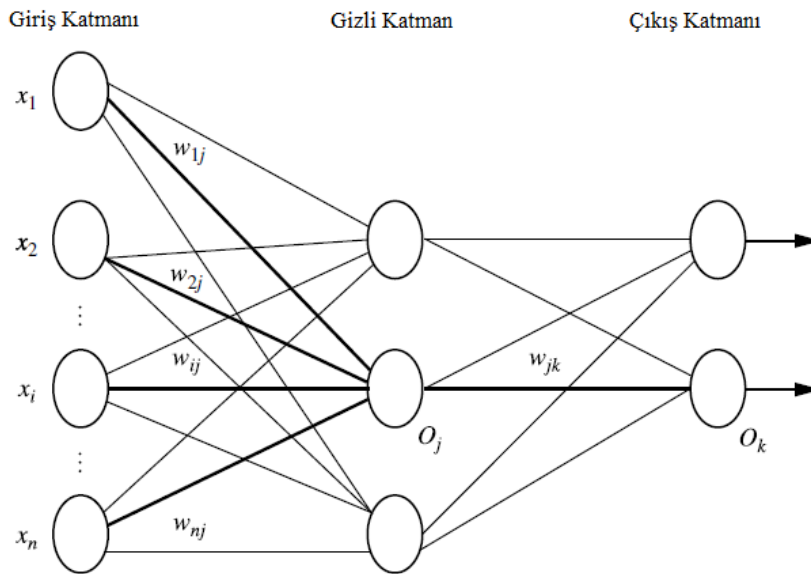 Giriş Katmanı Gizli Katman Çıkış Katmanı
x1
w1j
x2
w2j
⋮
wij
wjk
xi
Oj
Ok
⋮
wnj
xn